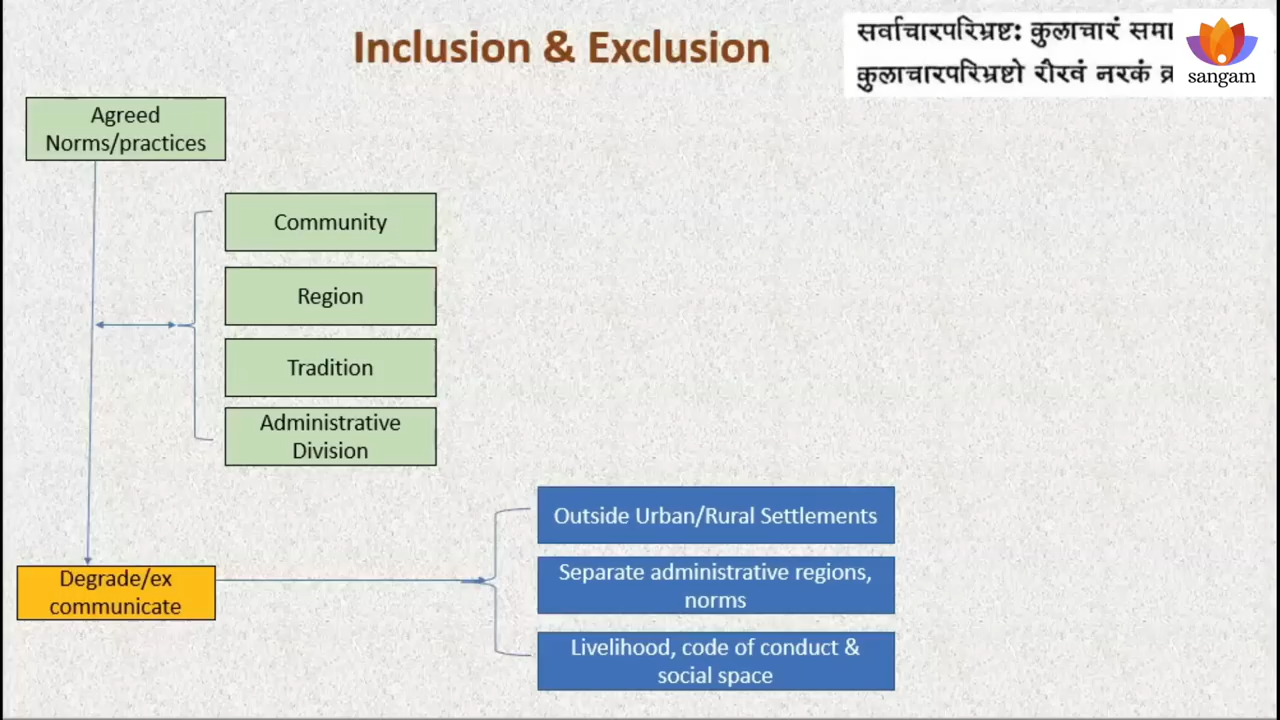 Inclusion & Exclusion
सर्वाचारपरिभ्रष्ट: कुलाचारं
कुलाचारपरिभ्रष्टो रौरवं नरकं
sangam
Agreed
Norms/practices
Community
Region
Tradition
Administrative
Division
Outside Urban/Rural Settlements
Separate administrative regions,
norms
Degrade/ex
communicate
Livelihood, code of conduct &
social space